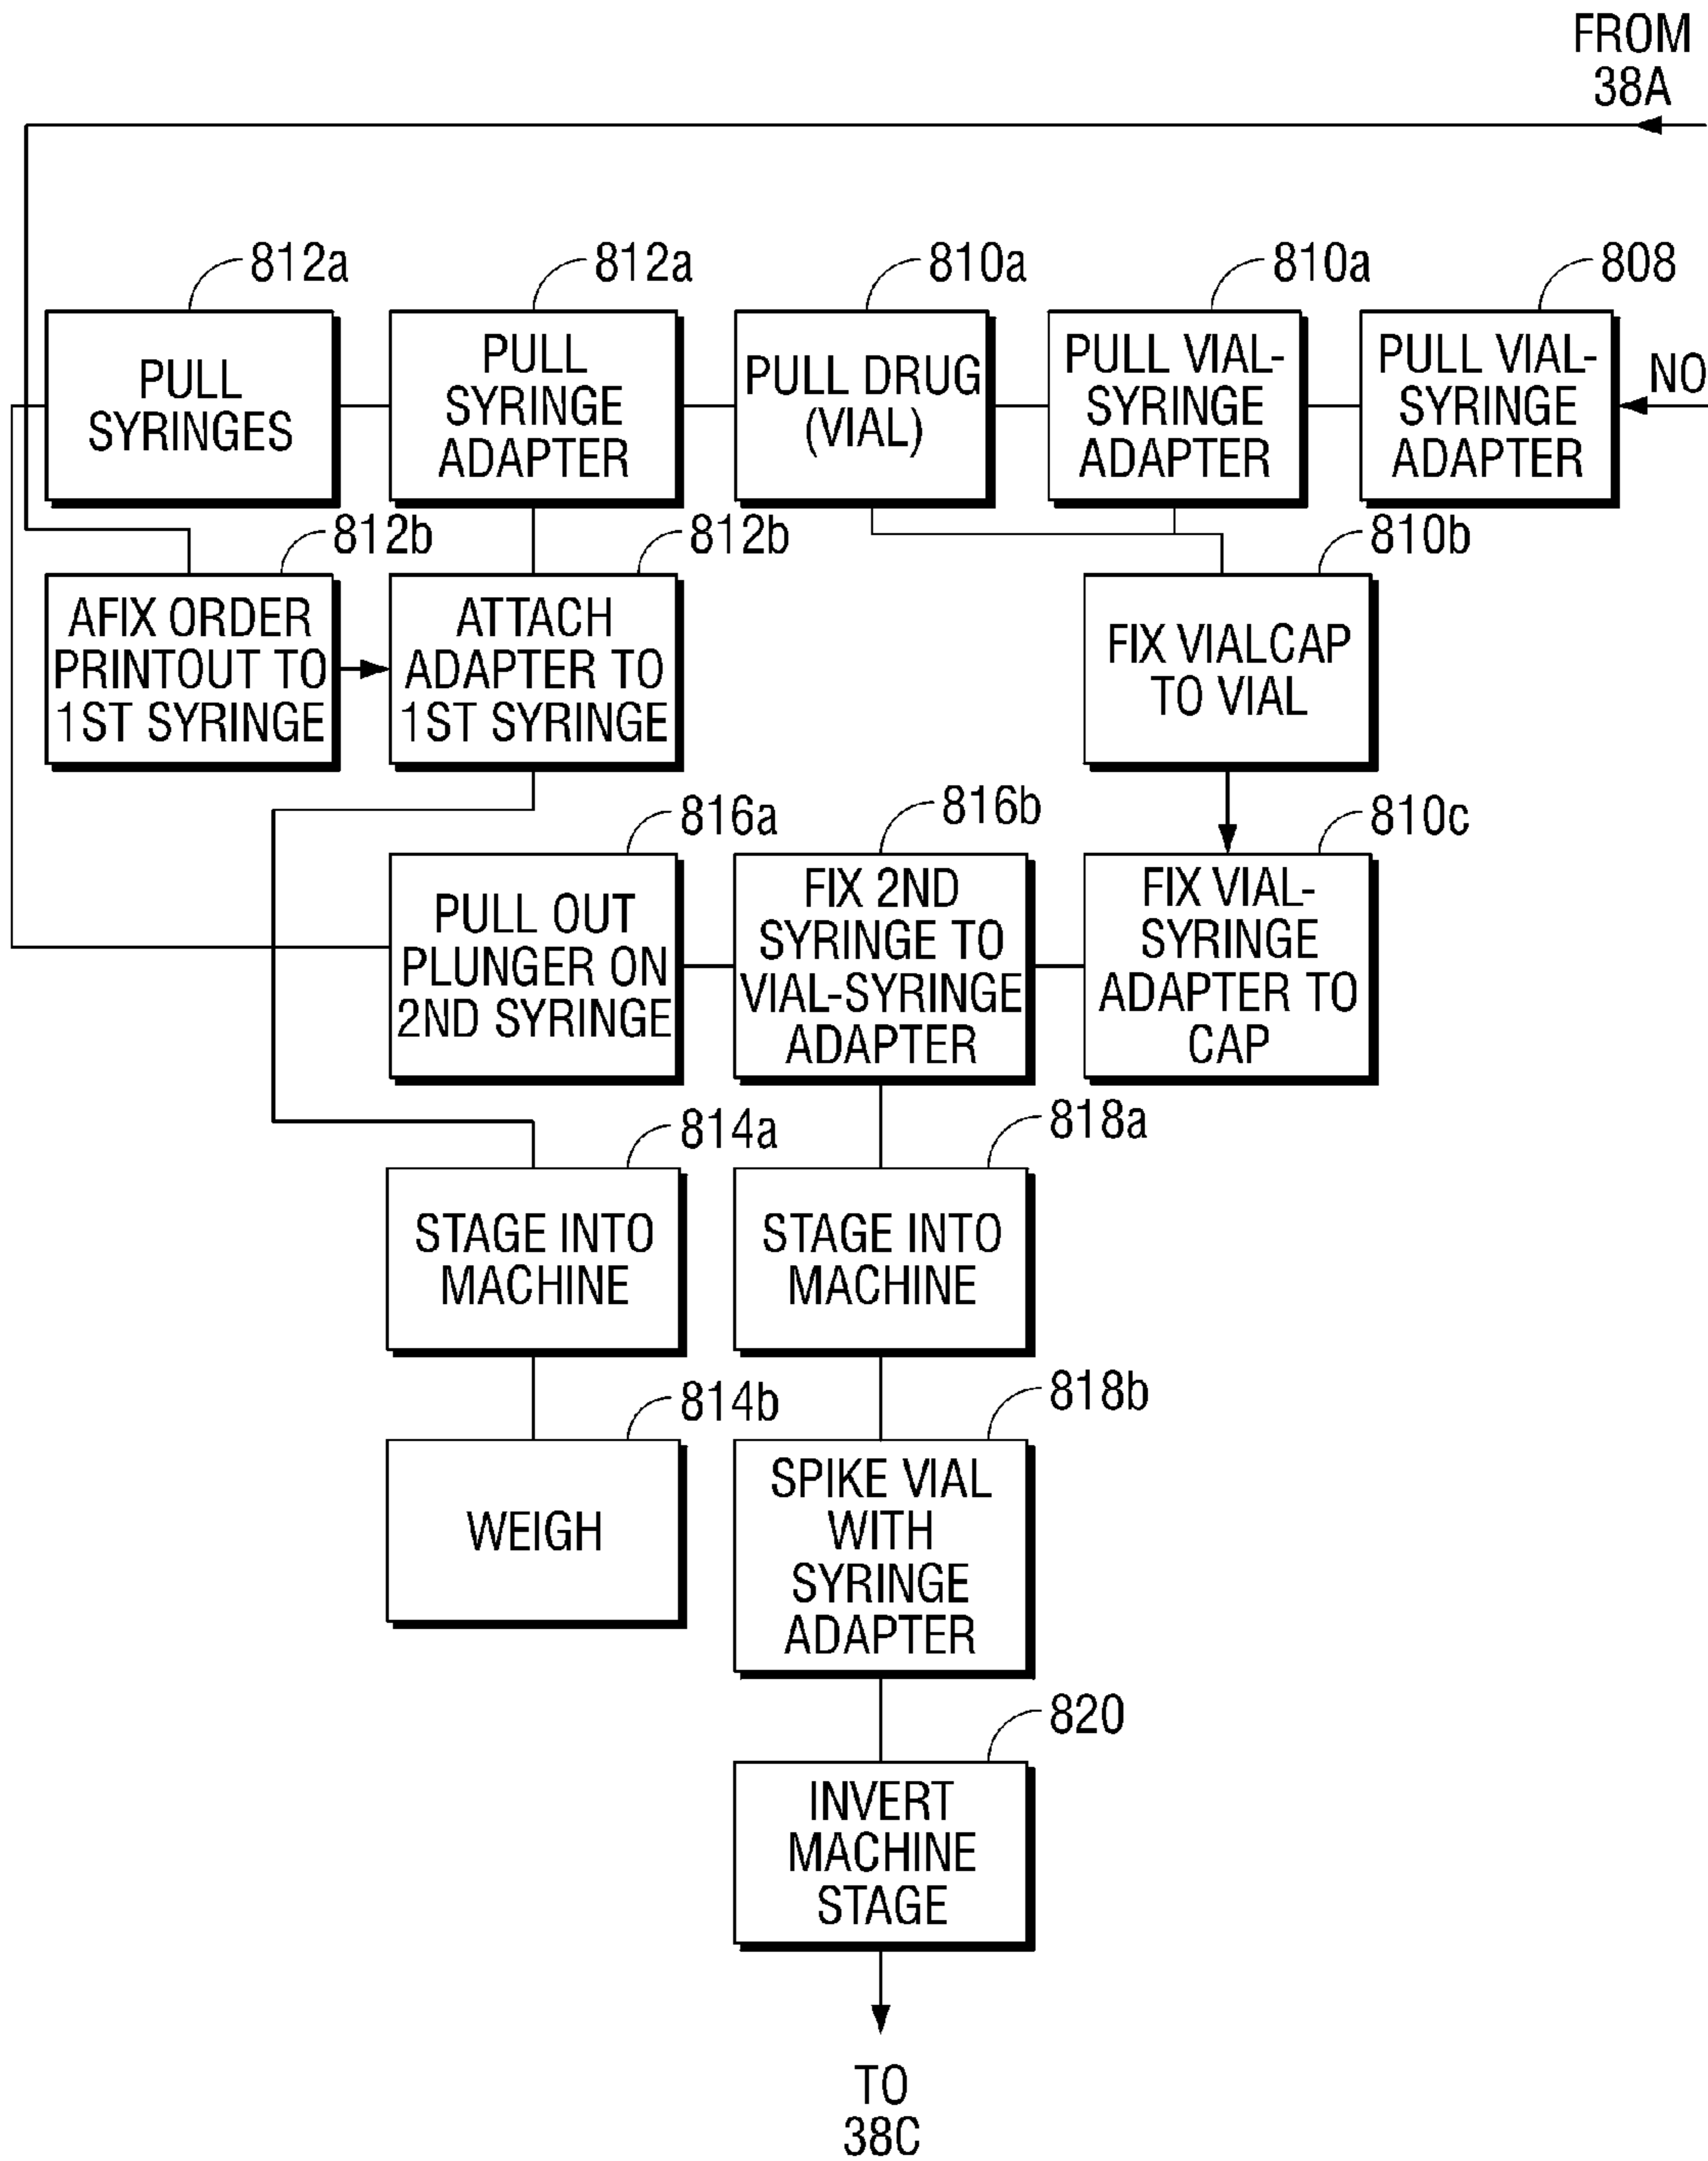 FROM
38A
812a
812a
810a
810a
808
PULL
SYRINGES
PULL
SYRINGE
ADAPTER
PULL DRUG
(VIAL)
PULL VIAL-
SYRINGE
ADAPTER
PULL VIAL-
SYRINGE
ADAPTER
NO
812b
812b
810b
AFIX ORDER
PRINTOUT TO
1ST SYRINGE
ATTACH
ADAPTER TO
1ST SYRINGE
FIX VIALCAP
TO VIAL
816a
816b
810c
PULL OUT
PLUNGER ON
2ND SYRINGE
FIX 2ND
SYRINGE TO
VIAL-SYRINGE
ADAPTER
FIX VIAL-
SYRINGE
ADAPTER TO
CAP
814a
818a
STAGE INTO
MACHINE
STAGE INTO
MACHINE
814b
818b
WEIGH
SPIKE VIAL
WITH
SYRINGE
ADAPTER
820
INVERT
MACHINE
STAGE
TO
38C